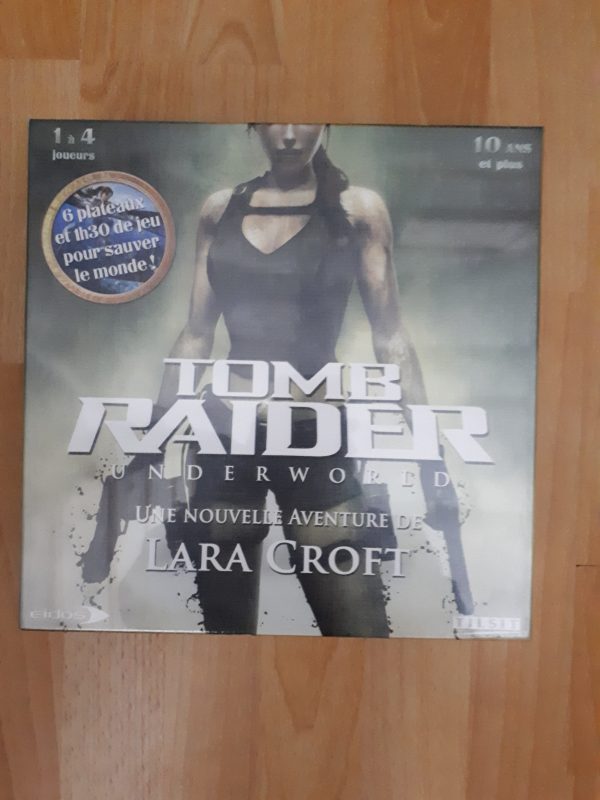 1 à 4
joueurs
10 ANS
et plus
6 plateaux
et 1h30 de jeu
pour sauver
le monde !
TOMB
RAIDER
UNDERWORLD
UNE NOUVELLE AVENTURE DE
LARA CROFT
eidos
TILSIT